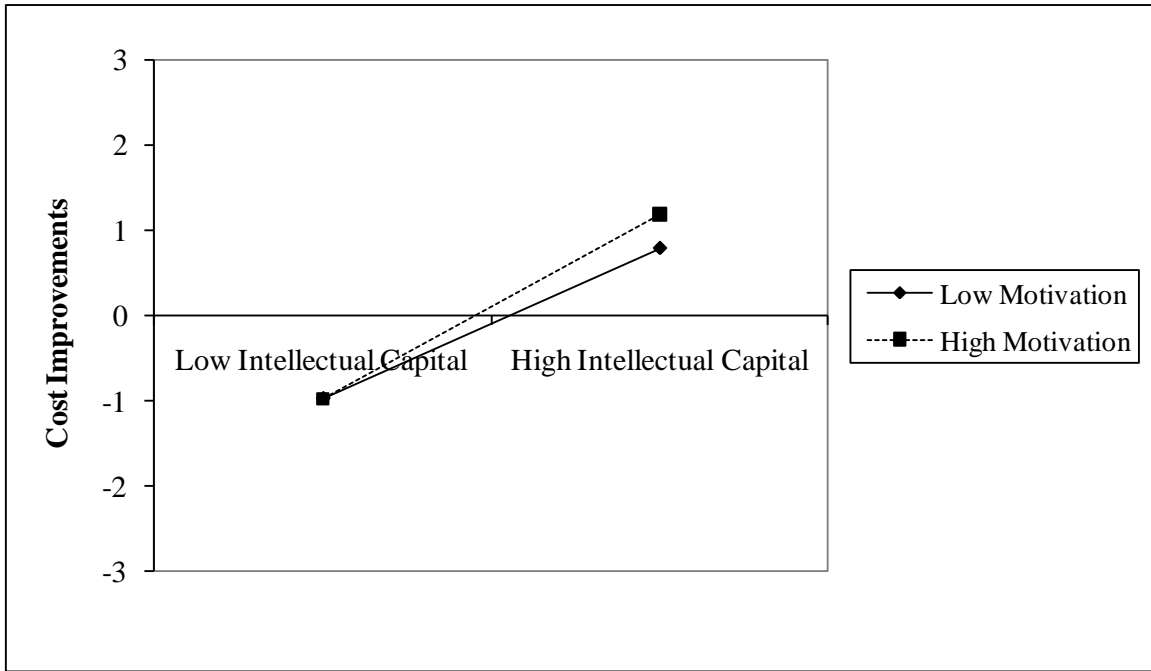 3
2
1
0
-1
-2
-3
Cost Improvements
Low Intellectual Capital
High Intellectual Capital
Low Motivation
High Motivation